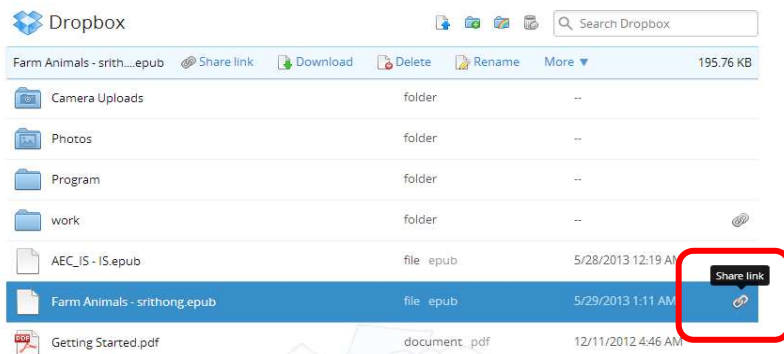 Dropbox Search Dropbox
Farm Animals - srith....epub Share link Download Delete Rename More ▼ 195.76 KB
Camera Uploads folder --
Photos folder --
Program folder --
work folder --
AEC_IS - IS.epub file epub 5/28/2013 12:19 AM
Share link
Farm Animals - srithong.epub file epub 5/29/2013 1:11 AM
PDF Getting Started.pdf document pdf 12/11/2012 4:46 AM